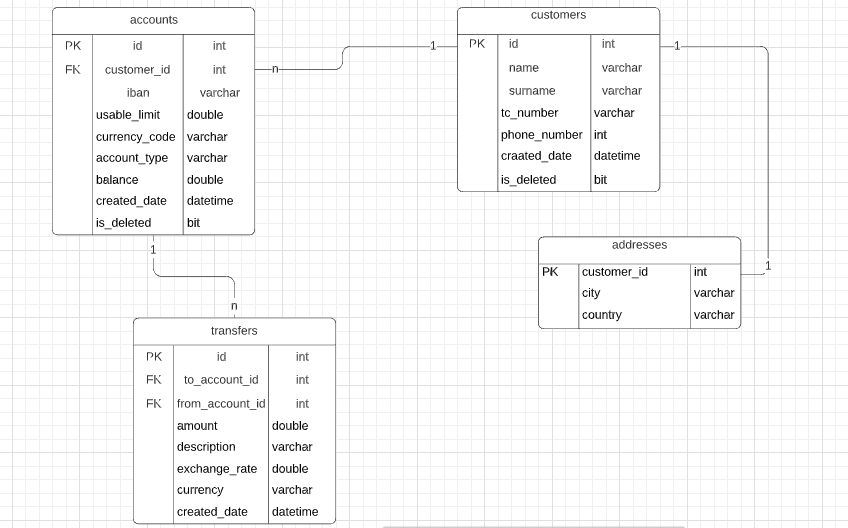 accounts
PK id int
FK customer_id int
iban varchar
usable_limit double
currency_code varchar
account_type varchar
balance double
created_date datetime
is_deleted bit
n
1
customers
PK id int
name varchar
surname varchar
tc_number varchar
phone_number int
craated_date datetime
is_deleted bit
1
1
addresses
PK customer_id int
city varchar
country varchar
1
n
transfers
PK id int
FK to_account_id int
FK from_account_id int
amount double
description varchar
exchange_rate double
currency varchar
created_date datetime